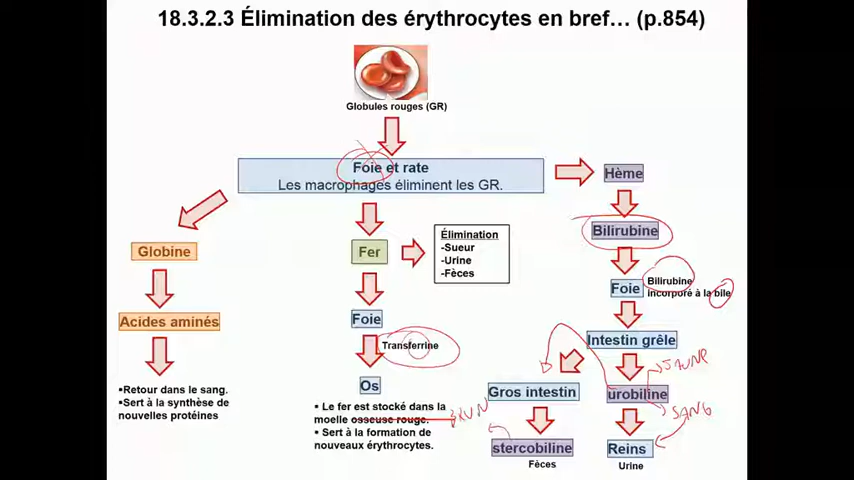 18.3.2.3 Élimination des érythrocytes en bref… (p.854)
Globules rouges (GR)
Foie et rate
Les macrophages éliminent les GR.
Hème
Bilirubine
Foie
Bilirubine
incorporé à la bile
Intestin grêle
urobiline
JAUNE
SANG
Reins
Urine
Gros intestin
BRUN
stercobiline
Fèces
Fer
Élimination
-Sueur
-Urine
-Fèces
Foie
Transferrine
Os
▪Le fer est stocké dans la
moelle osseuse rouge.
▪Sert à la formation de
nouveaux érythrocytes.
Globine
Acides aminés
▪Retour dans le sang.
▪Sert à la synthèse de
nouvelles protéines